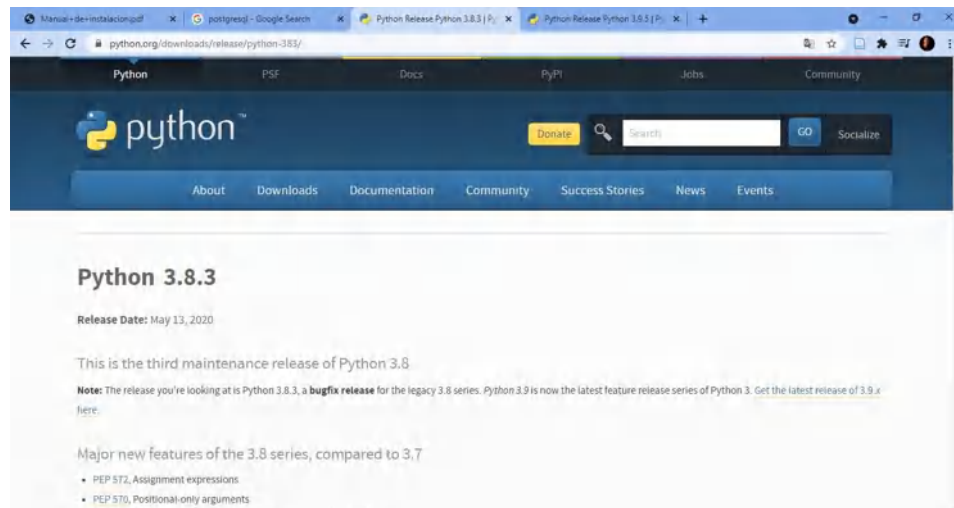 Manual+de+instalacion.pdf
postgresql - Google Search
Python Release Python 3.8.3 | Py
Python Release Python 3.9.5 | Py
python.org/downloads/release/python-383/
Python
PSF
Docs
PyPI
Jobs
Community
python™
Donate
Search
GO
Socialize
About
Downloads
Documentation
Community
Success Stories
News
Events
Python 3.8.3
Release Date: May 13, 2020
This is the third maintenance release of Python 3.8
Note: The release you're looking at is Python 3.8.3, a bugfix release for the legacy 3.8 series. Python 3.9 is now the latest feature release series of Python 3. Get the latest release of 3.9.x
here.
Major new features of the 3.8 series, compared to 3.7
• PEP 572, Assignment expressions
• PEP 570, Positional-only arguments